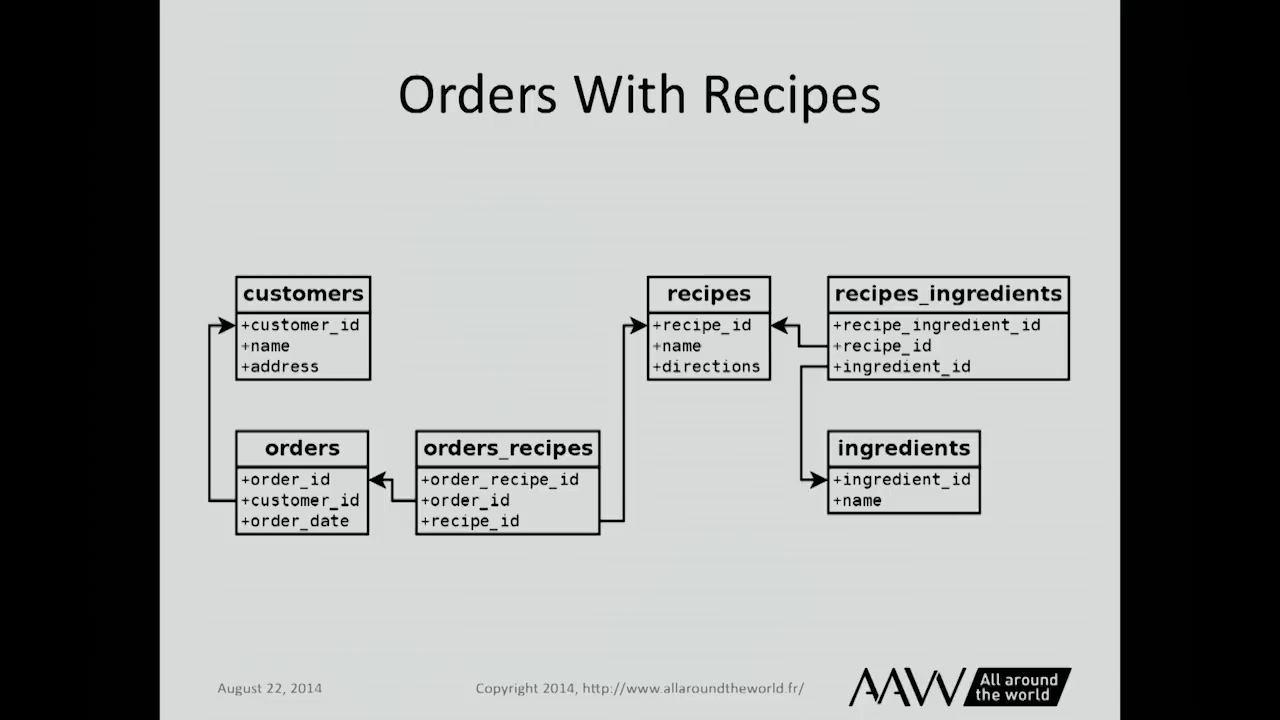 Orders With Recipes
customers
+customer_id
+name
+address
recipes
+recipe_id
+name
+directions
recipes_ingredients
+recipe_ingredient_id
+recipe_id
+ingredient_id
orders
+order_id
+customer_id
+order_date
orders_recipes
+order_recipe_id
+order_id
+recipe_id
ingredients
+ingredient_id
+name
August 22, 2014
Copyright 2014, http://www.allaroundtheworld.fr/
AAW
All around
the world